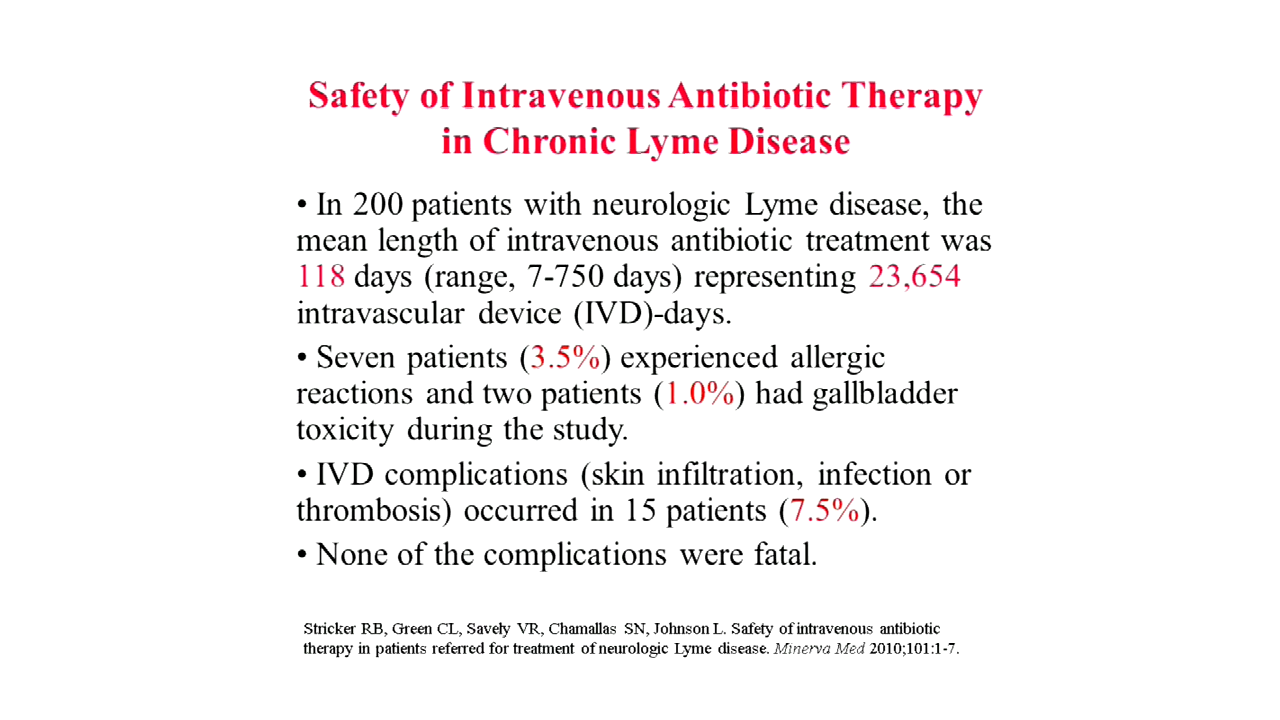 Safety of Intravenous Antibiotic Therapy
in Chronic Lyme Disease
• In 200 patients with neurologic Lyme disease, the
mean length of intravenous antibiotic treatment was
118 days (range, 7-750 days) representing 23,654
intravascular device (IVD)-days.
• Seven patients (3.5%) experienced allergic
reactions and two patients (1.0%) had gallbladder
toxicity during the study.
• IVD complications (skin infiltration, infection or
thrombosis) occurred in 15 patients (7.5%).
• None of the complications were fatal.
Stricker RB, Green CL, Savely VR, Chamallas SN, Johnson L. Safety of intravenous antibiotic
therapy in patients referred for treatment of neurologic Lyme disease. Minerva Med 2010;101:1-7.